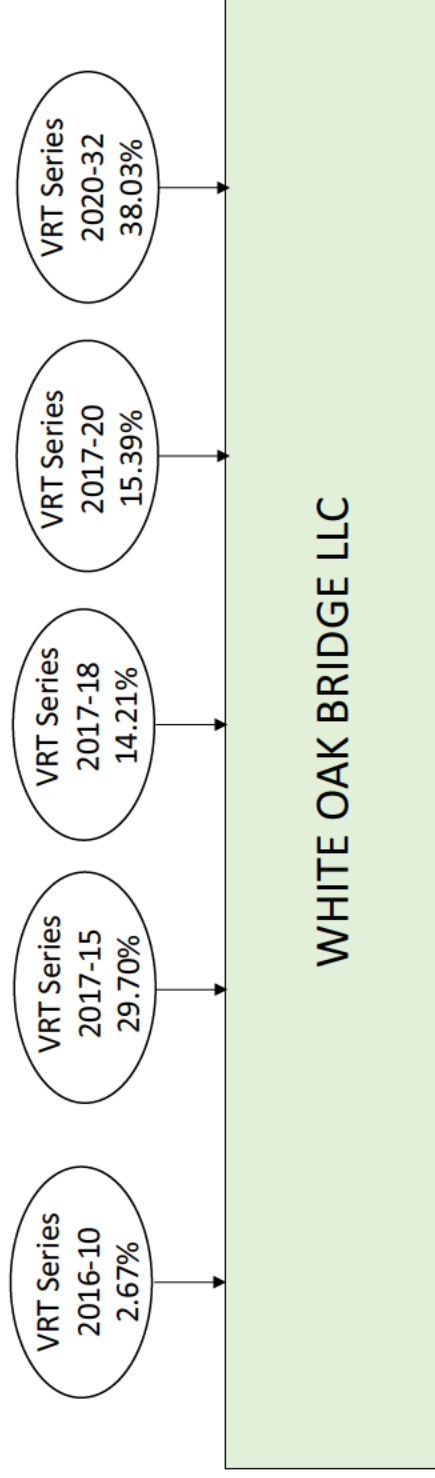 VRT Series
2016-10
2.67%
VRT Series
2017-15
29.70%
VRT Series
2017-18
14.21%
VRT Series
2017-20
15.39%
VRT Series
2020-32
38.03%
WHITE OAK BRIDGE LLC